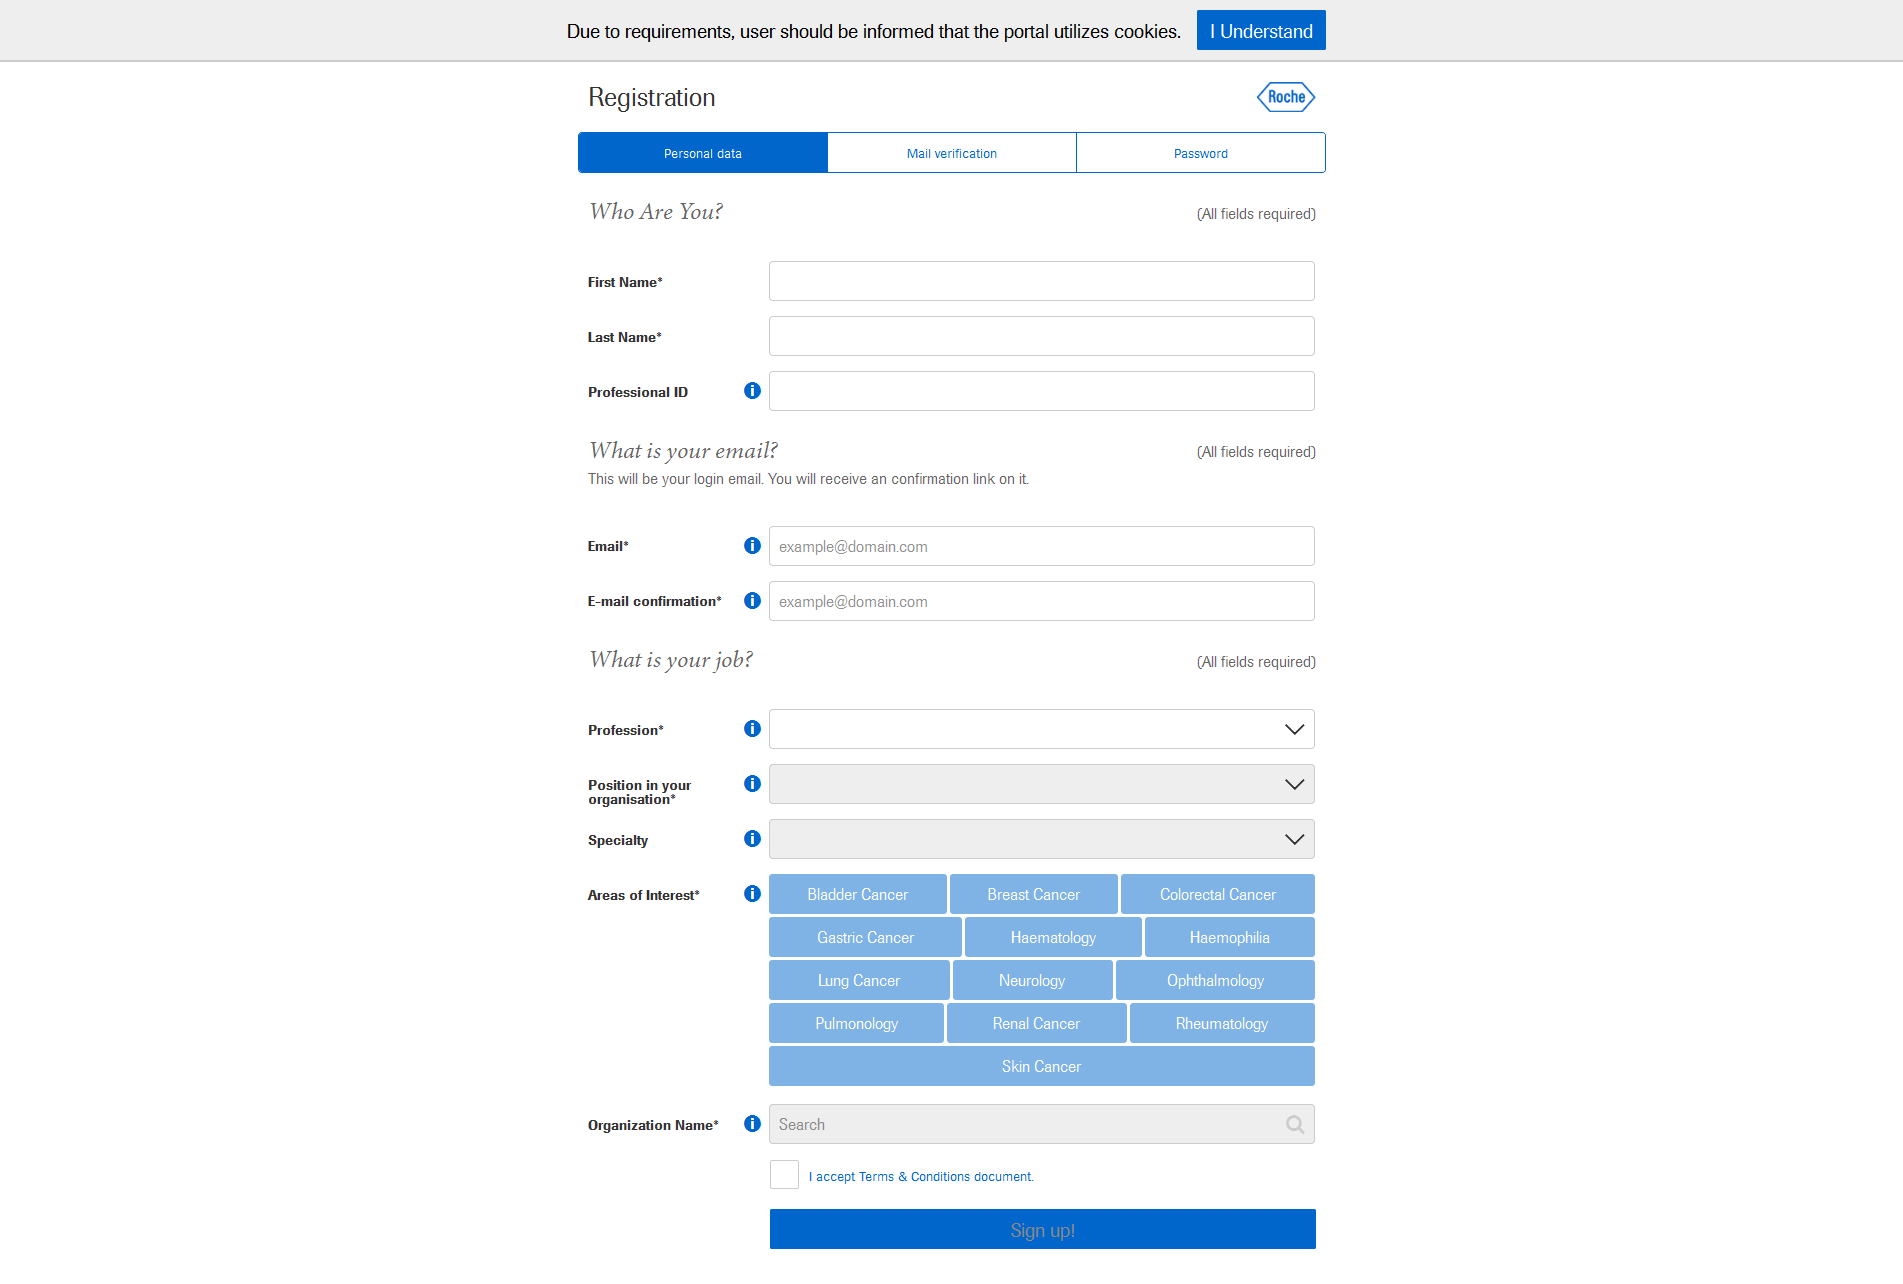 Due to requirements, user should be informed that the portal utilizes cookies. I Understand
Registration Roche
Personal data Mail verification Password
Who Are You? (All fields required)
First Name*
Last Name*
Professional ID i
What is your email? (All fields required)
This will be your login email. You will receive an confirmation link on it.
Email* i example@domain.com
E-mail confirmation* i example@domain.com
What is your job? (All fields required)
Profession* i
Position in your i
organisation*
Specialty i
Areas of Interest* i Bladder Cancer Breast Cancer Colorectal Cancer
Gastric Cancer Haematology Haemophilia
Lung Cancer Neurology Ophthalmology
Pulmonology Renal Cancer Rheumatology
Skin Cancer
Organization Name* i Search
I accept Terms & Conditions document.
Sign up!